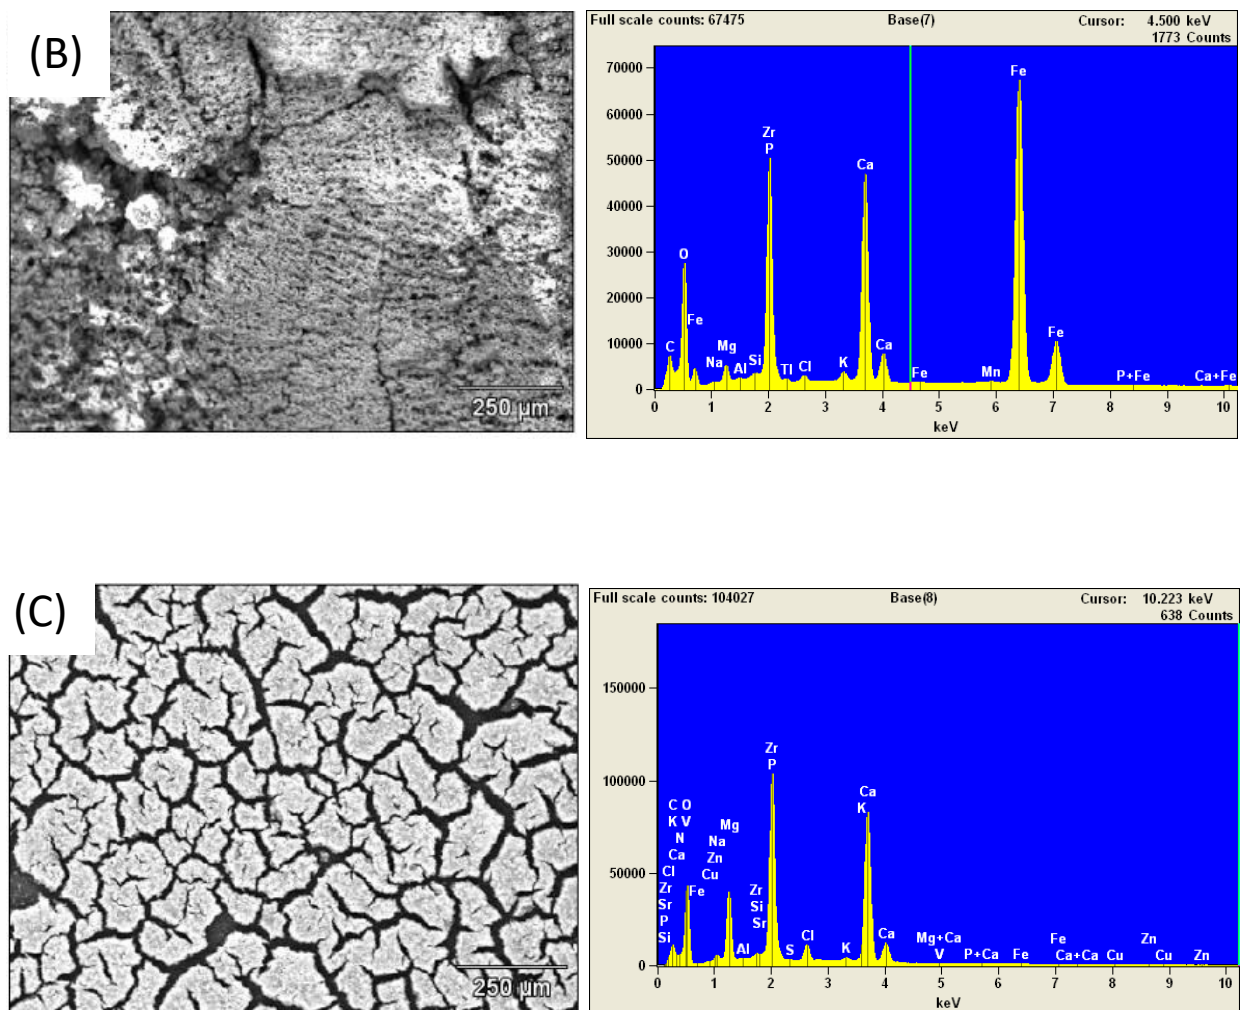 (B)
250 µm
Full scale counts: 67475 Base(7) Cursor: 4.500 keV
1773 Counts
70000
60000
50000
40000
30000
20000
10000
0
C
O
Fe
Na
Mg
Al
Si
Zr
P
Tl
Cl
K
Ca
Ca
Fe
Mn
Fe
Fe
P+Fe
Ca+Fe
0 1 2 3 4 5 6 7 8 9 10
keV
(C)
250 µm
Full scale counts: 104027 Base(8) Cursor: 10.223 keV
638 Counts
150000
100000
50000
0
C O
K V
N
Ca
Cl
Zr
Sr
P
Si
Fe
Mg
Na
Zn
Cu
Al
Zr
Si
Sr
Zr
P
S
Cl
K
Ca
K
Ca
Mg+Ca
V
P+Ca
Fe
Fe
Ca+Ca
Cu
Zn
Cu
Zn
0 1 2 3 4 5 6 7 8 9 10
keV